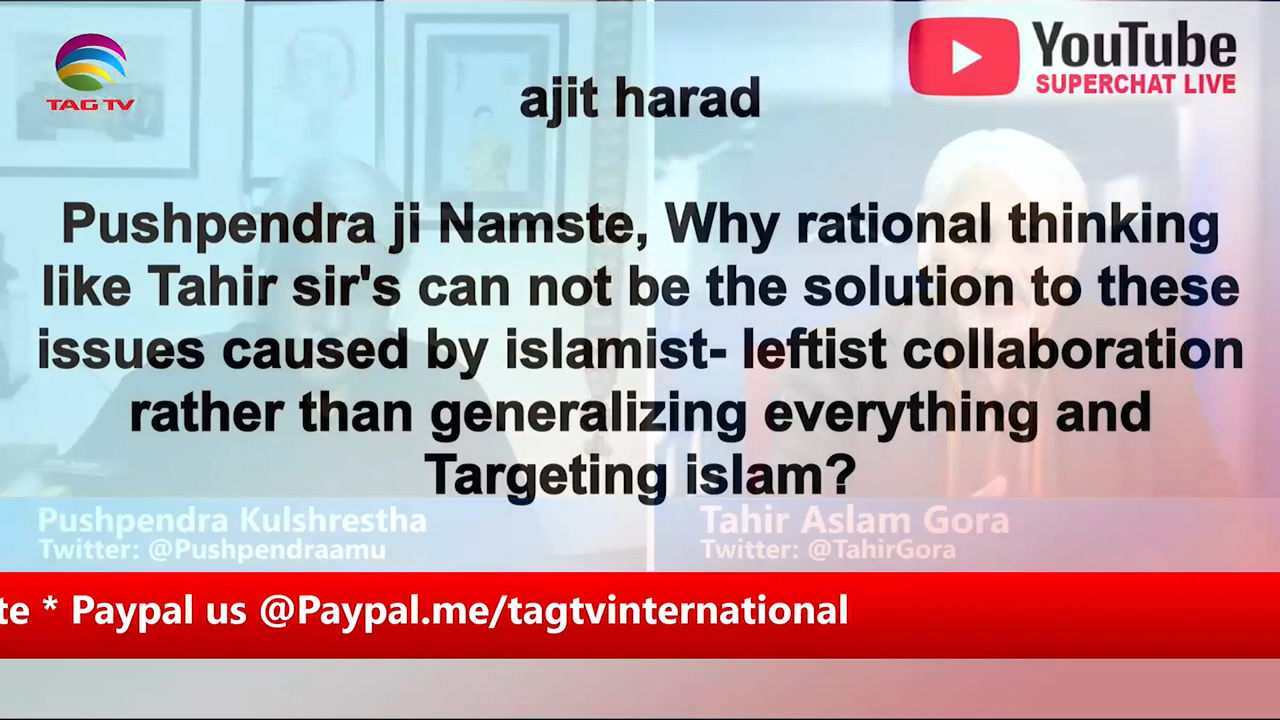 TAG TV
YouTube
SUPERCHAT LIVE
ajit harad
Pushpendra ji Namste, Why rational thinking
like Tahir sir's can not be the solution to these
issues caused by islamist- leftist collaboration
rather than generalizing everything and
Targeting islam?
Pushpendra Kulshrestha
Twitter: @Pushpendraamu
Tahir Aslam Gora
Twitter: @TahirGora
te * Paypal us @Paypal.me/tagtvinternational